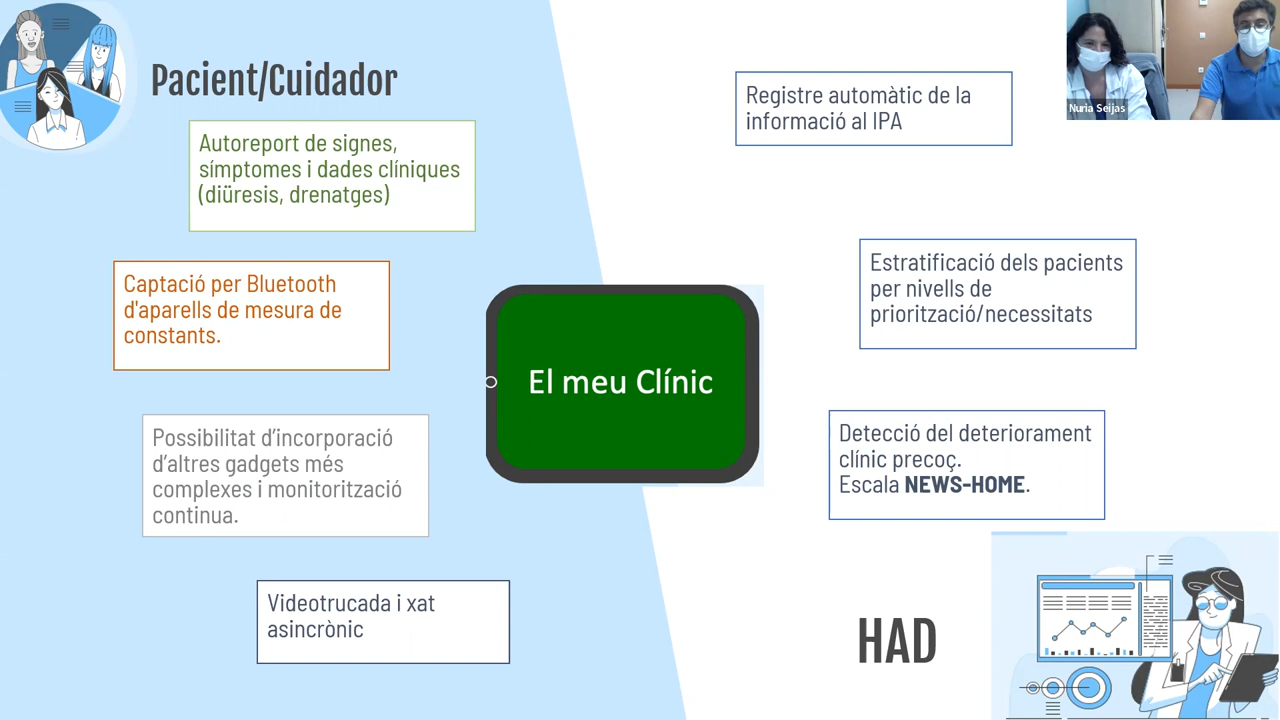 Pacient/Cuidador
Autoreport de signes,
símptomes i dades clíniques
(diüresis, drenatges)
Captació per Bluetooth
d'aparells de mesura de
constants.
Possibilitat d’incorporació
d’altres gadgets més
complexes i monitorització
continua.
Videotrucada i xat
asincrònic
El meu Clínic
Registre automàtic de la
informació al IPA
Estratificació dels pacients
per nivells de
priorització/necessitats
Detecció del deteriorament
clínic precoç.
Escala NEWS-HOME.
HAD
Nuria Seijas